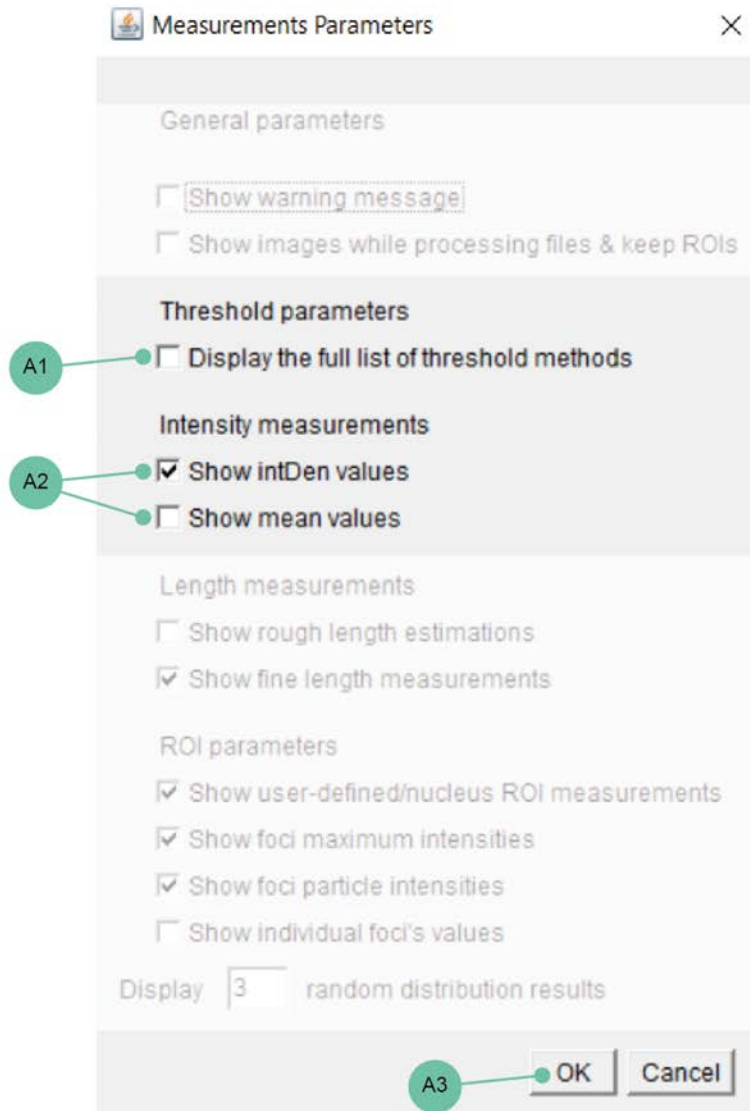 Measurements Parameters
General parameters
Show warning message
Show images while processing files & keep ROIs
Threshold parameters
A1
Display the full list of threshold methods
Intensity measurements
A2
Show intDen values
Show mean values
Length measurements
Show rough length estimations
Show fine length measurements
ROI parameters
Show user-defined/nucleus ROI measurements
Show foci maximum intensities
Show foci particle intensities
Show individual foci's values
Display 3 random distribution results
A3
OK Cancel